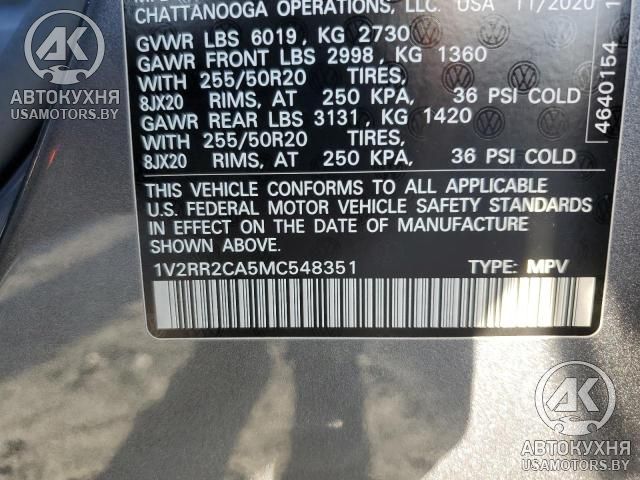 CHATTANOOGA OPERATIONS, LLC. USA 11/2020
GVWR LBS 6019, KG 2730
GAWR FRONT LBS 2998, KG 1360
WITH 255/50R20 TIRES,
8JX20 RIMS, AT 250 KPA, 36 PSI COLD
GAWR REAR LBS 3131, KG 1420
WITH 255/50R20 TIRES,
8JX20 RIMS, AT 250 KPA, 36 PSI COLD
4640154
THIS VEHICLE CONFORMS TO ALL APPLICABLE
U.S. FEDERAL MOTOR VEHICLE SAFETY STANDARDS
IN EFFECT ON THE DATE OF MANUFACTURE
SHOWN ABOVE.
1V2RR2CA5MC548351 TYPE: MPV
АК
АВТОКУХНЯ
USAMOTORS.BY
АК
АВТОКУХНЯ
USAMOTORS.BY